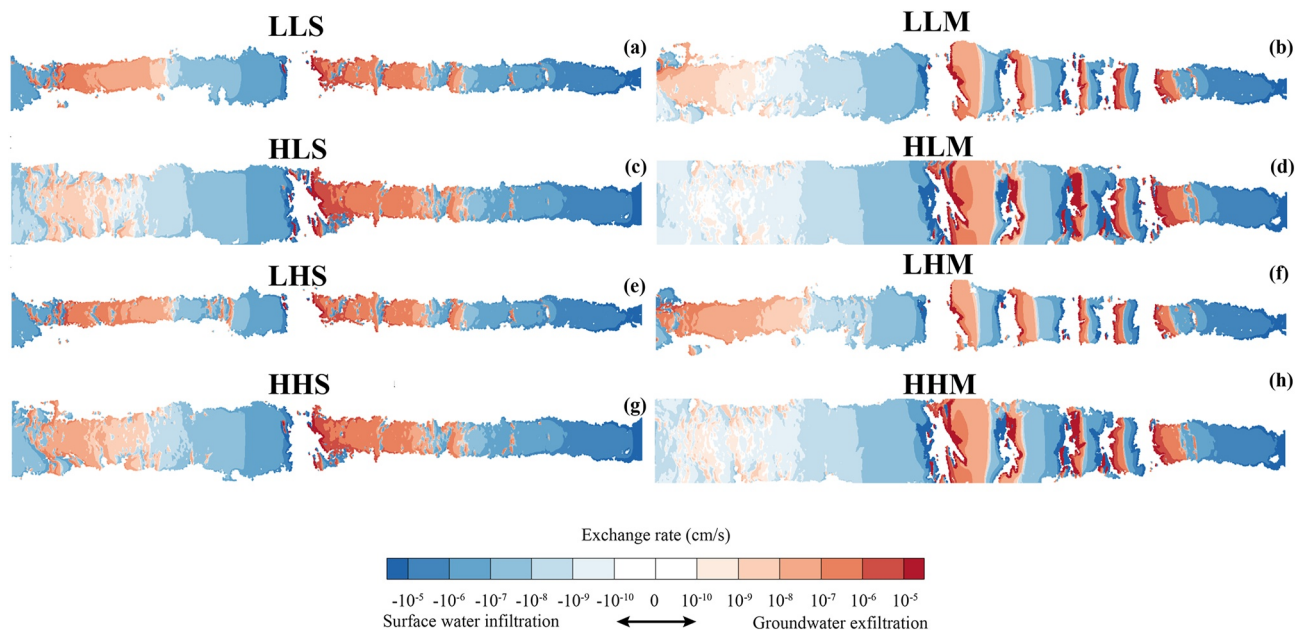 LLS
(a)
LLM
(b)
HLS
(c)
HLM
(d)
LHS
(e)
LHM
(f)
HHS
(g)
HHM
(h)
Exchange rate (cm/s)
-10⁻⁵ -10⁻⁶ -10⁻⁷ -10⁻⁸ -10⁻⁹ -10⁻¹⁰ 0 10⁻¹⁰ 10⁻⁹ 10⁻⁸ 10⁻⁷ 10⁻⁶ 10⁻⁵
Surface water infiltration Groundwater exfiltration